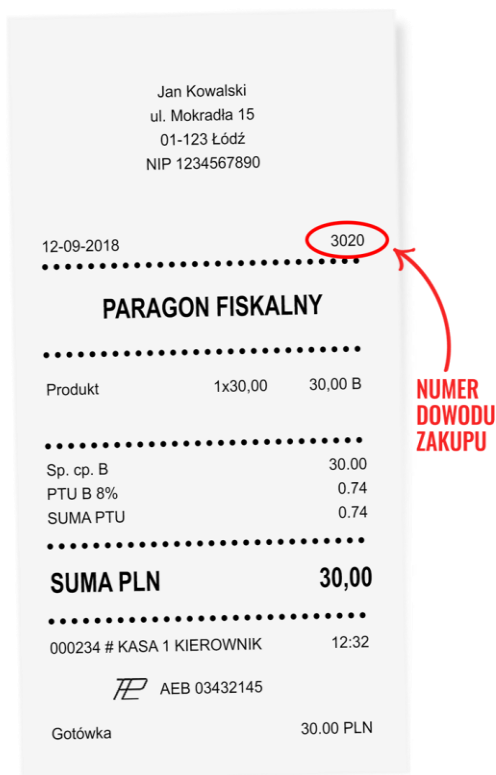 Jan Kowalski
ul. Mokradła 15
01-123 Łódź
NIP 1234567890
12-09-2018 3020
PARAGON FISKALNY
Produkt 1x30,00 30,00 B
Sp. cp. B 30.00
PTU B 8% 0.74
SUMA PTU 0.74
SUMA PLN 30,00
000234 # KASA 1 KIEROWNIK 12:32
AEB 03432145
Gotówka 30.00 PLN
NUMER
DOWODU
ZAKUPU